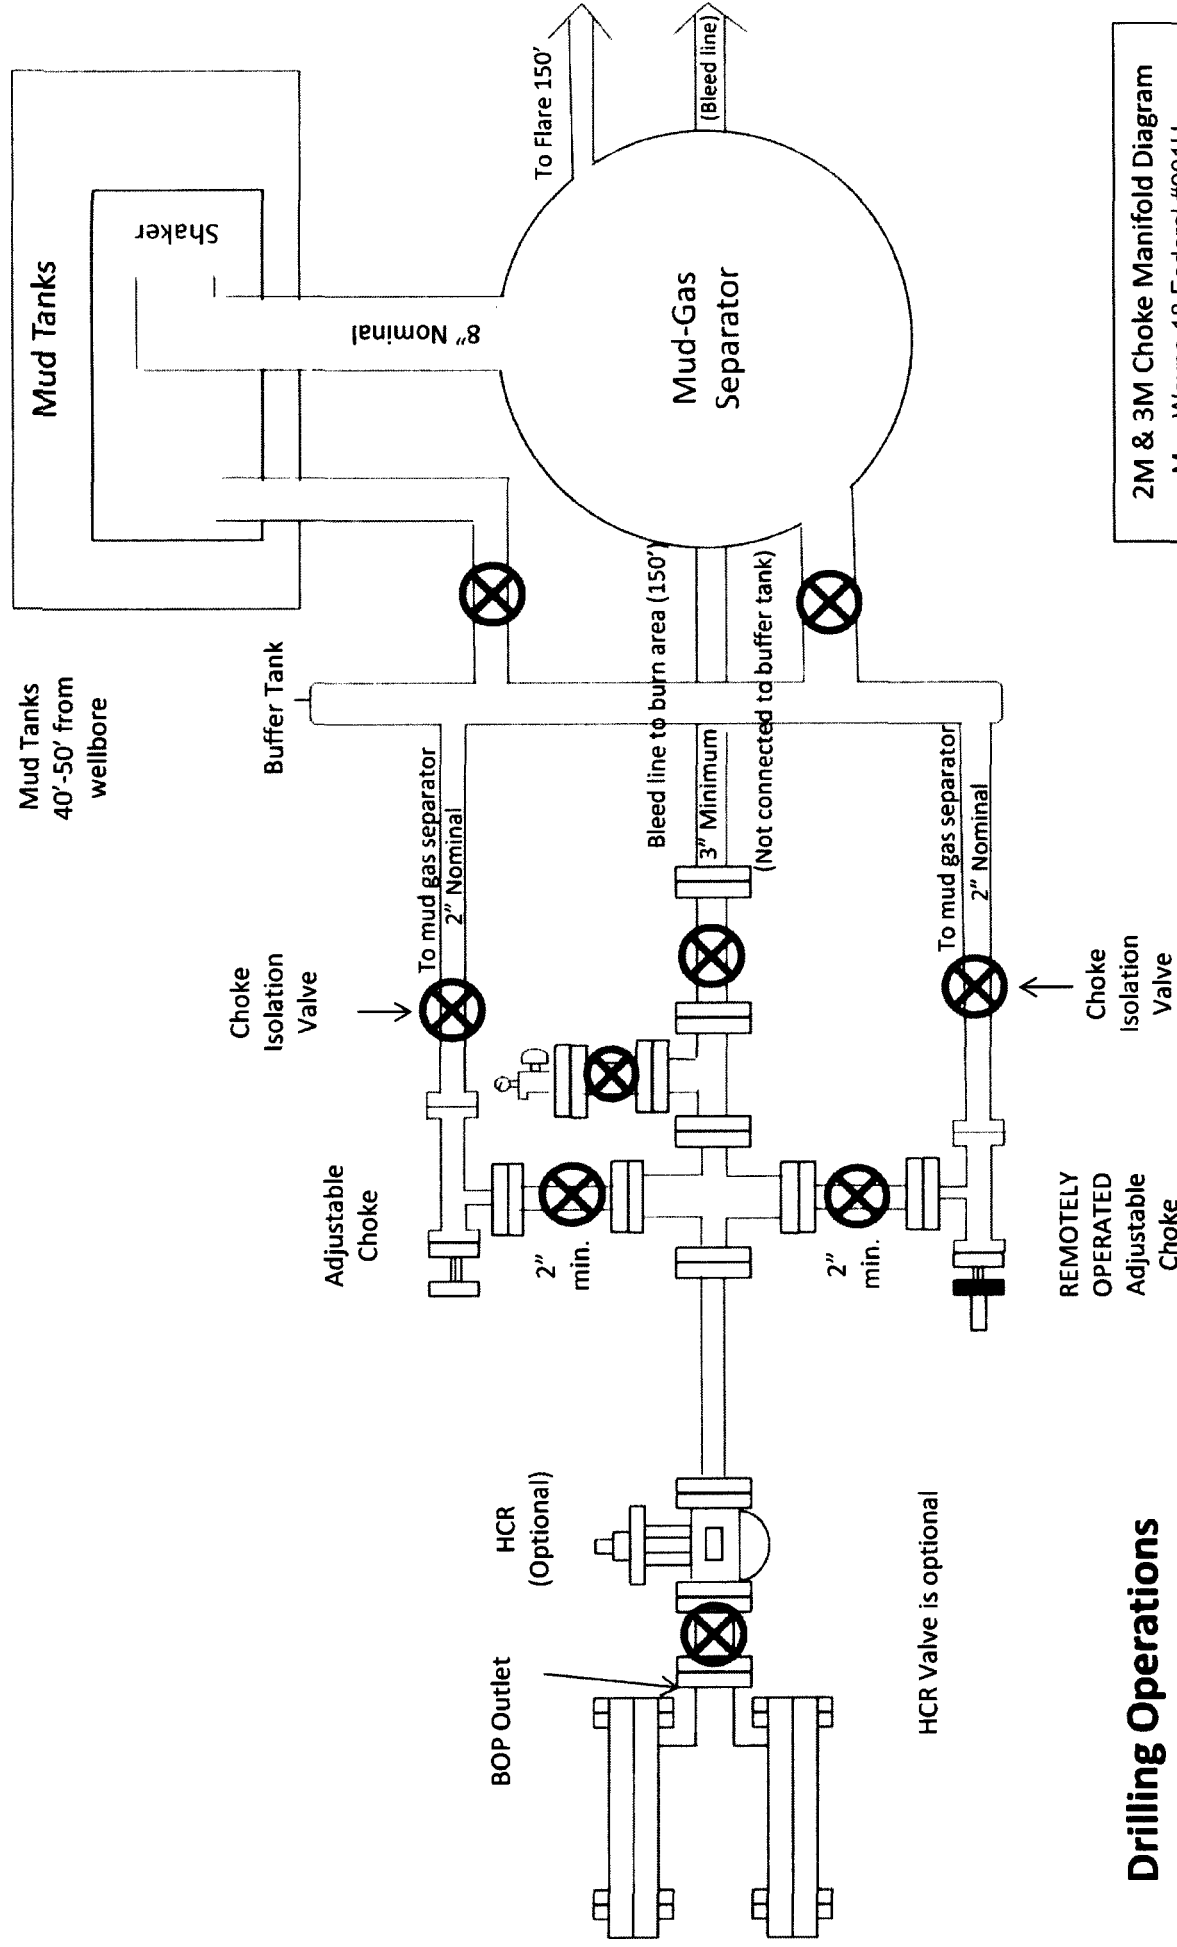 Mud Tanks
40'-50' from
wellbore
Mud Tanks
Shaker
8" Nominal
To Flare 150'
(Bleed line)
Mud-Gas
Separator
Buffer Tank
Bleed line to burn area (150')
3" Minimum
(Not connected to buffer tank)
To mud gas separator
2" Nominal
To mud gas separator
2" Nominal
Choke
Isolation
Valve
Choke
Isolation
Valve
Adjustable
Choke
2"
min.
2"
min.
REMOTELY
OPERATED
Adjustable
Choke
HCR
(Optional)
BOP Outlet
HCR Valve is optional
Drilling Operations
2M & 3M Choke Manifold Diagram